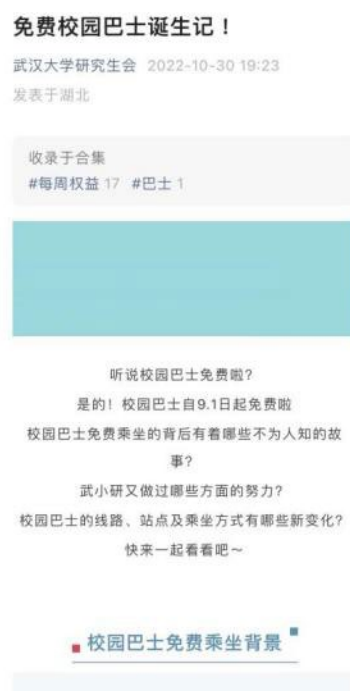 免费校园巴士诞生记！
武汉大学研究生会 2022-10-30 19:23
发表于湖北
收录于合集
#每周权益 17 #巴士 1
听说校园巴士免费啦？
是的！校园巴士自9.1日起免费啦
校园巴士免费乘坐的背后有着哪些不为人知的故
事？
武小研又做过哪些方面的努力？
校园巴士的线路、站点及乘坐方式有哪些新变化？
快来一起看看吧～
校园巴士免费乘坐背景